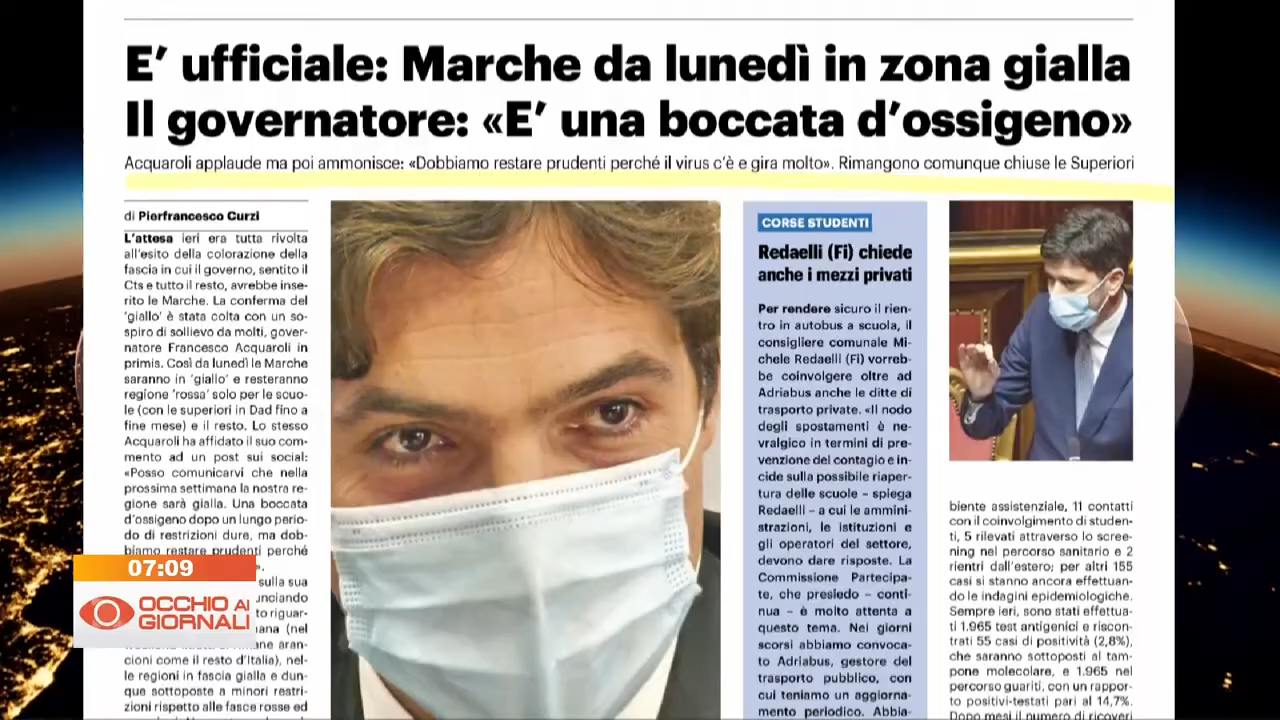 E' ufficiale: Marche da lunedì in zona gialla
Il governatore: «E' una boccata d'ossigeno»
Acquaroli applaude ma poi ammonisce: «Dobbiamo restare prudenti perché il virus c'è e gira molto». Rimangono comunque chiuse le Superiori
di Pierfrancesco Curzi
L'attesa ieri era tutta rivolta
all'esito della colorazione della
fascia in cui il governo, sentito il
Cts e tutto il resto, avrebbe inse-
rito le Marche. La conferma del
'giallo' è stata colta con un so-
spiro di sollievo da molti, gover-
natore Francesco Acquaroli in
primis. Così da lunedì le Marche
saranno in 'giallo' e resteranno
regione 'rossa' solo per le scuo-
le (con le superiori in Dad fino a
fine mese) e il resto. Lo stesso
Acquaroli ha affidato il suo com-
mento ad un post sui social:
«Posso comunicarvi che nella
prossima settimana la nostra re-
gione sarà gialla. Una boccata
d'ossigeno dopo un lungo perio-
do di restrizioni dure, ma dob-
biamo restare prudenti perché
».
sulla sua
unciando
to riguar-
mana (nel
ane aran-
cioni come il resto d'Italia), nel-
le regioni in fascia gialla e dun-
que sottoposte a minori restri-
zioni rispetto alle fasce rosse ed
CORSE STUDENTI
Redaelli (Fi) chiede
anche i mezzi privati
Per rendere sicuro il rien-
tro in autobus a scuola, il
consigliere comunale Mi-
chele Redaelli (Fi) vorreb-
be coinvolgere oltre ad
Adriabus anche le ditte di
trasporto private. «Il nodo
degli spostamenti è ne-
vralgico in termini di pre-
venzione del contagio e in-
cide sulla possibile riaper-
tura delle scuole – spiega
Redaelli – a cui le ammini-
strazioni, le istituzioni e
gli operatori del settore,
devono dare risposte. La
Commissione Partecipa-
te, che presiedo – conti-
nua – è molto attenta a
questo tema. Nei giorni
scorsi abbiamo convoca-
to Adriabus, gestore del
trasporto pubblico, con
cui teniamo un aggiorna-
mento periodico. Abbia-
biente assistenziale, 11 contatti
con il coinvolgimento di studen-
ti, 5 rilevati attraverso lo scree-
ning nel percorso sanitario e 2
rientri dall'estero; per altri 155
casi si stanno ancora effettuan-
do le indagini epidemiologiche.
Sempre ieri, sono stati effettua-
ti 1.965 test antigenici e riscon-
trati 55 casi di positività (2,8%),
che saranno sottoposti al tam-
pone molecolare, e 1.965 nel
percorso guariti, con un rappor-
to positivi-testati pari al 14,7%.
Dopo mesi il numero di ricoveri
07:09
OCCHIO AI
GIORNALI